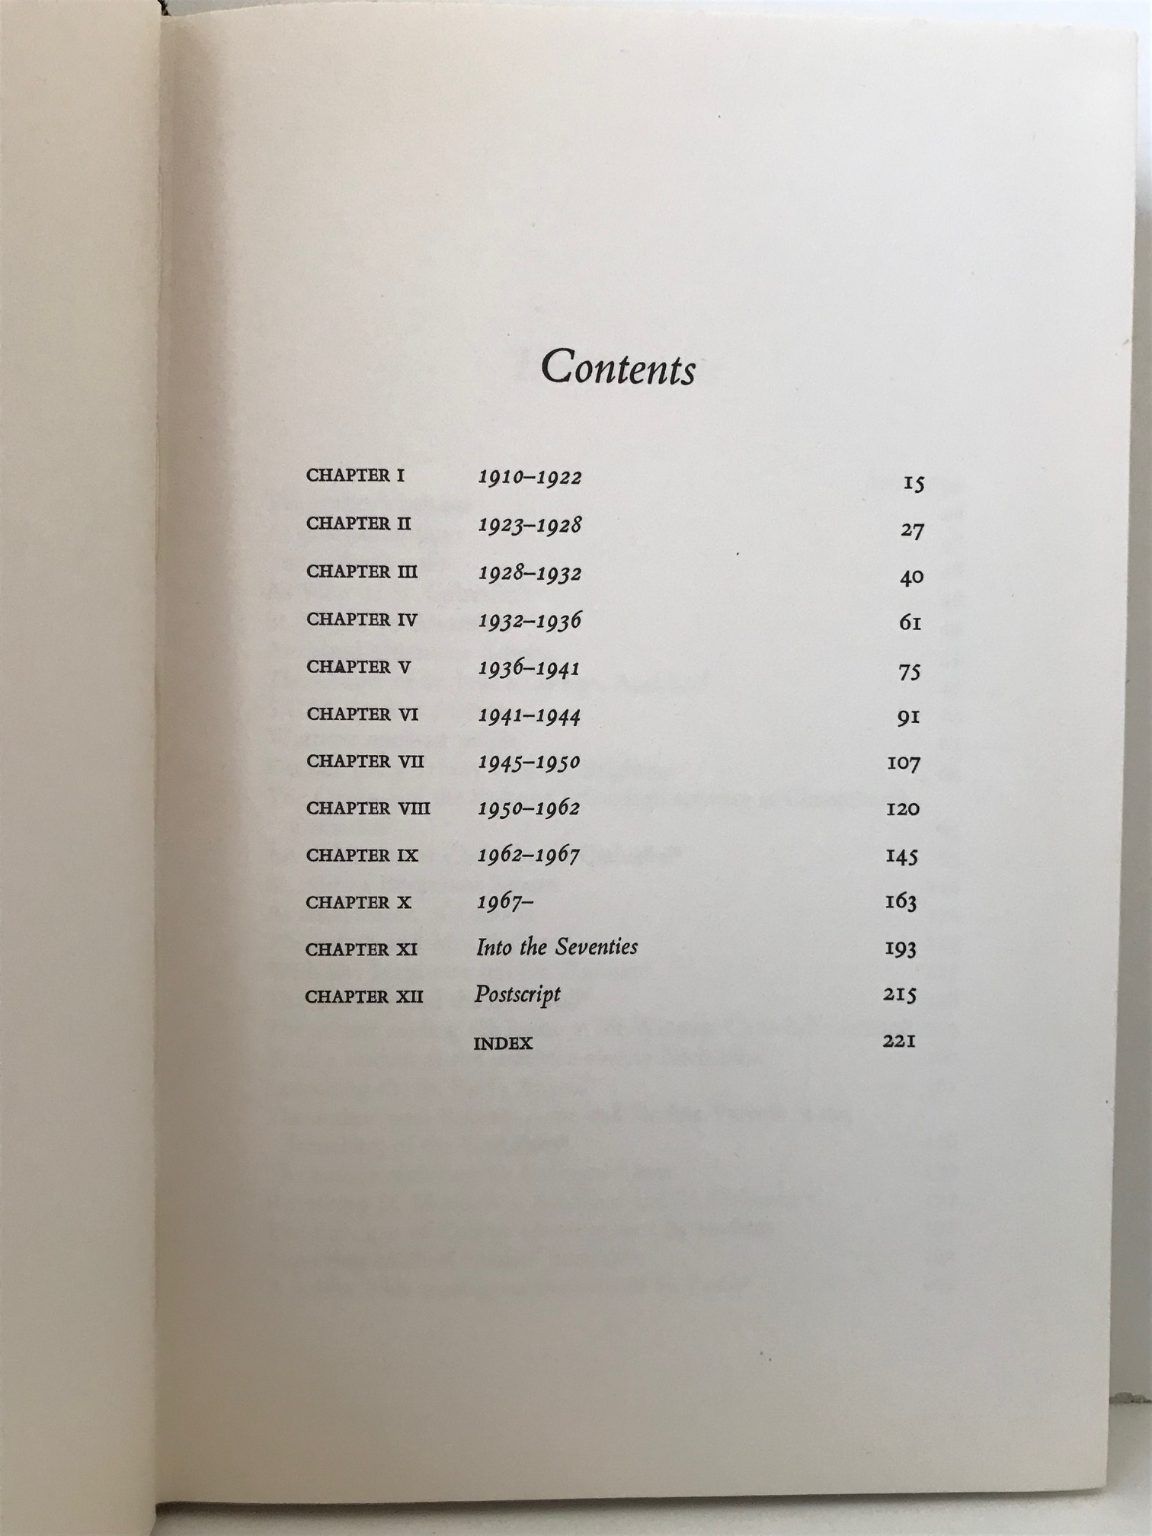 Contents
CHAPTER I 1910–1922 15
CHAPTER II 1923–1928 27
CHAPTER III 1928–1932 40
CHAPTER IV 1932–1936 61
CHAPTER V 1936–1941 75
CHAPTER VI 1941–1944 91
CHAPTER VII 1945–1950 107
CHAPTER VIII 1950–1962 120
CHAPTER IX 1962–1967 145
CHAPTER X 1967– 163
CHAPTER XI Into the Seventies 193
CHAPTER XII Postscript 215
INDEX 221